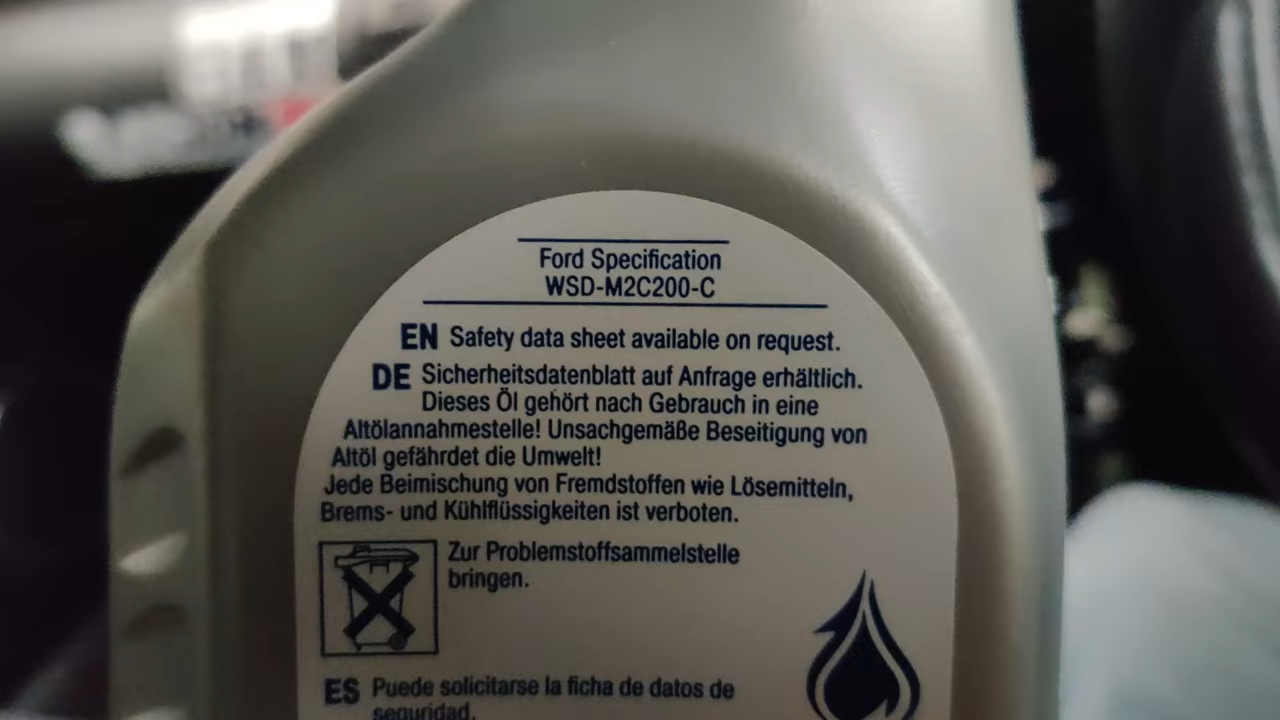 Ford Specification
WSD-M2C200-C
EN Safety data sheet available on request.
DE Sicherheitsdatenblatt auf Anfrage erhältlich.
Dieses Öl gehört nach Gebrauch in eine
Altölannahmestelle! Unsachgemäße Beseitigung von
Altöl gefährdet die Umwelt!
Jede Beimischung von Fremdstoffen wie Lösemitteln,
Brems- und Kühlflüssigkeiten ist verboten.
Zur Problemstoffsammelstelle
bringen.
ES Puede solicitarse la ficha de datos de
seguridad.